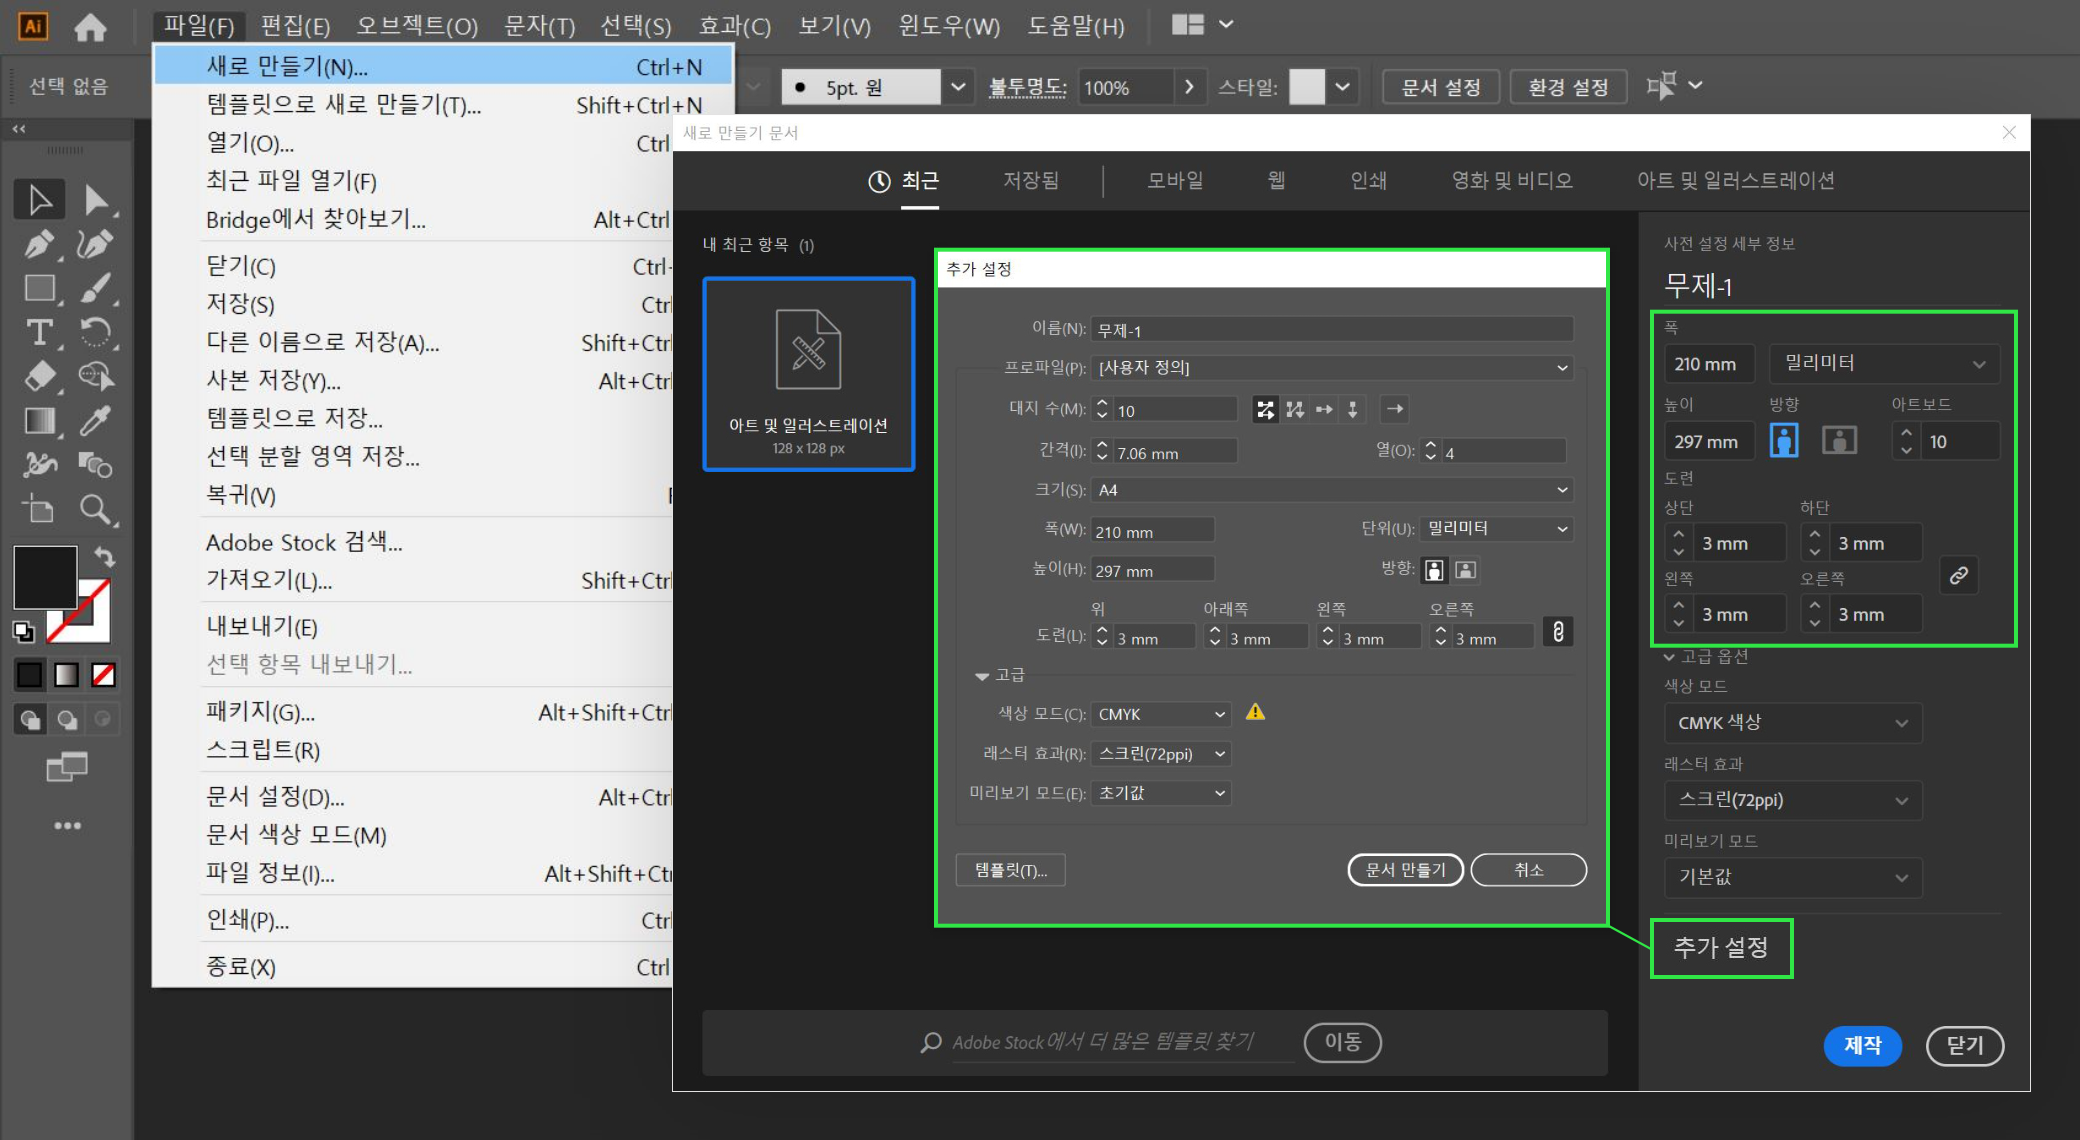 Ai
파일(F) 편집(E) 오브젝트(O) 문자(T) 선택(S) 효과(C) 보기(V) 윈도우(W) 도움말(H)
선택 없음
5pt. 원
불투명도: 100%
스타일:
문서 설정
환경 설정
새로 만들기(N)... Ctrl+N
템플릿으로 새로 만들기(T)... Shift+Ctrl+N
열기(O)... Ctrl
최근 파일 열기(F)
Bridge에서 찾아보기... Alt+Ctrl
닫기(C) Ctrl
저장(S) Ctrl
다른 이름으로 저장(A)... Shift+Ctrl
사본 저장(Y)... Alt+Ctrl
템플릿으로 저장...
선택 분할 영역 저장...
복귀(V)
Adobe Stock 검색...
가져오기(L)... Shift+Ctrl
내보내기(E)
선택 항목 내보내기...
패키지(G)... Alt+Shift+Ctrl
스크립트(R)
문서 설정(D)... Alt+Ctrl
문서 색상 모드(M)
파일 정보(I)... Alt+Shift+Ctrl
인쇄(P)... Ctrl
종료(X) Ctrl
새로 만들기 문서
최근 저장됨 모바일 웹 인쇄 영화 및 비디오 아트 및 일러스트레이션
내 최근 항목 (1)
아트 및 일러스트레이션
128 x 128 px
추가 설정
이름(N): 무제-1
프로파일(P): [사용자 정의]
대지 수(M): 10
간격(I): 7.06 mm 열(O): 4
크기(S): A4
폭(W): 210 mm 단위(U): 밀리미터
높이(H): 297 mm 방향:
위 아래쪽 왼쪽 오른쪽
도련(L): 3 mm 3 mm 3 mm 3 mm
고급
색상 모드(C): CMYK
래스터 효과(R): 스크린(72ppi)
미리보기 모드(E): 초기값
템플릿(T)... 문서 만들기 취소
Adobe Stock에서 더 많은 템플릿 찾기 이동
사전 설정 세부 정보
무제-1
폭
210 mm 밀리미터
높이 방향 아트보드
297 mm 10
도련
상단 하단
3 mm 3 mm
왼쪽 오른쪽
3 mm 3 mm
고급 옵션
색상 모드
CMYK 색상
래스터 효과
스크린(72ppi)
미리보기 모드
기본값
추가 설정
제작 닫기